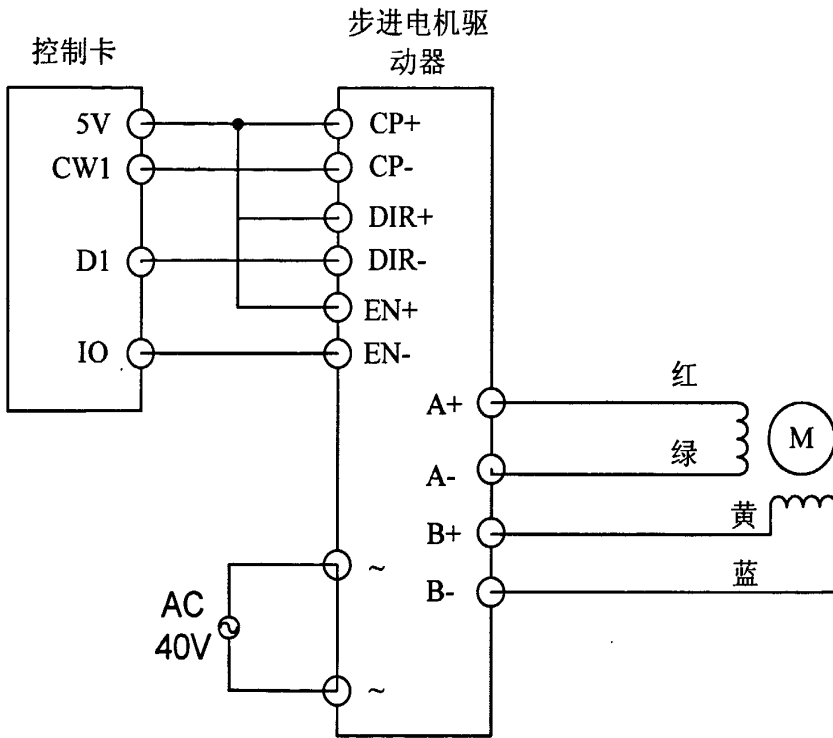 控制卡
步进电机驱
动器
5V
CW1
D1
IO
CP+
CP-
DIR+
DIR-
EN+
EN-
A+
A-
B+
B-
~
~
红
绿
黄
蓝
M
AC
40V